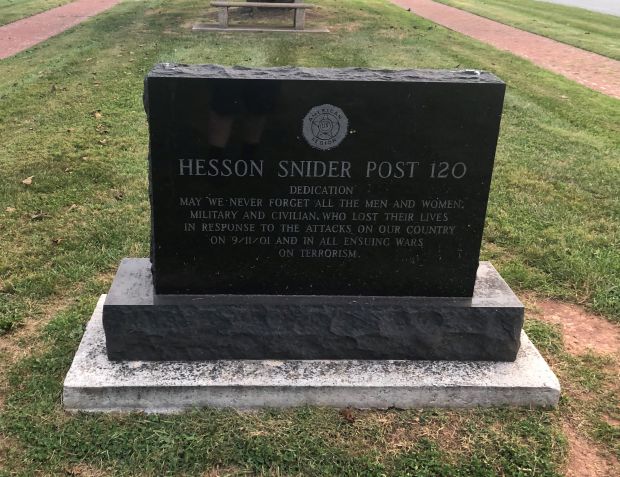 AMERICAN
LEGION
HESSON SNIDER POST 120
DEDICATION
MAY WE NEVER FORGET ALL THE MEN AND WOMEN,
MILITARY AND CIVILIAN, WHO LOST THEIR LIVES
IN RESPONSE TO THE ATTACKS ON OUR COUNTRY
ON 9/11/01 AND IN ALL ENSUING WARS
ON TERRORISM.